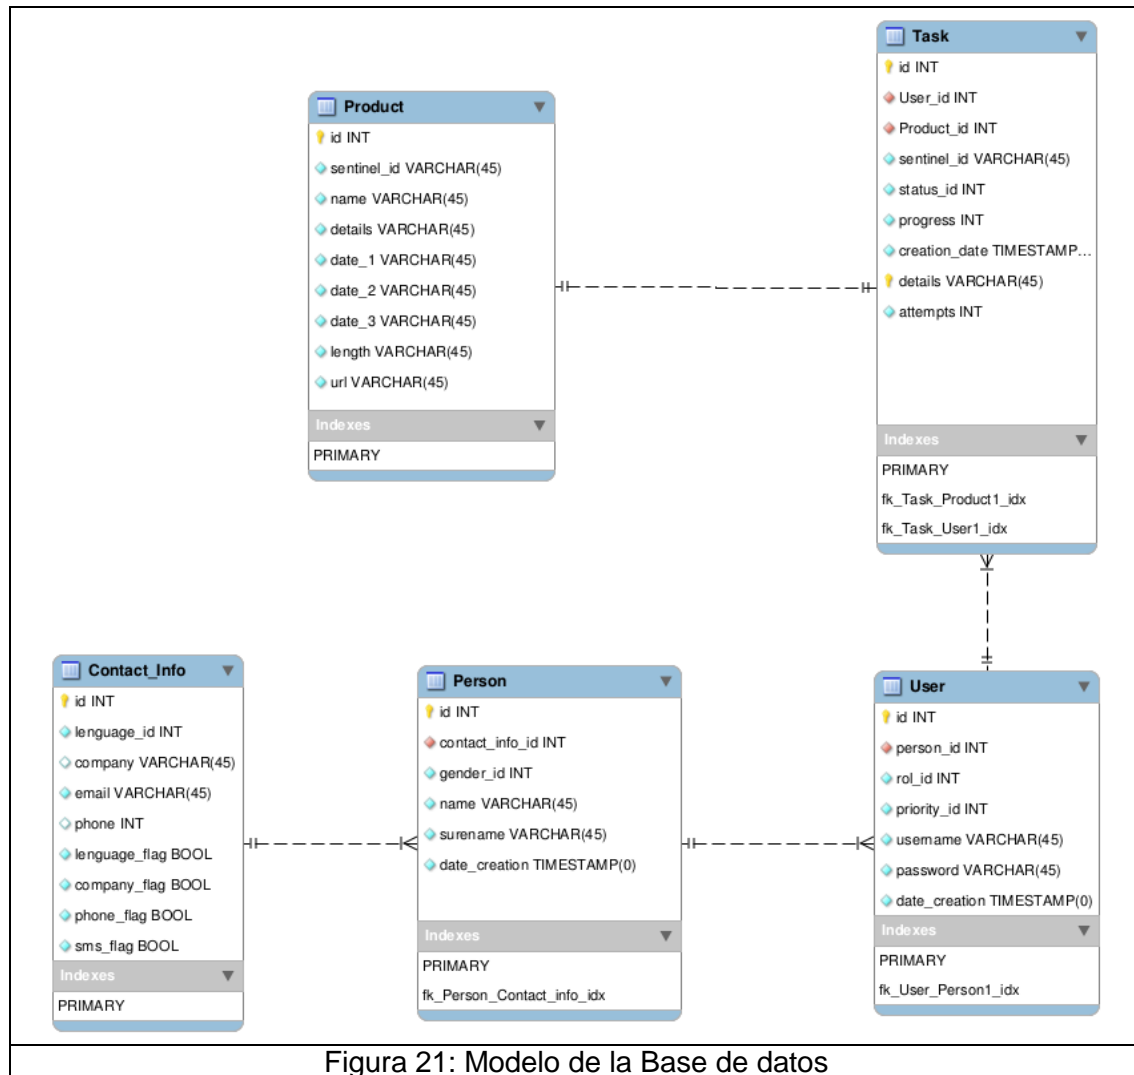 Product
id INT
sentinel_id VARCHAR(45)
name VARCHAR(45)
details VARCHAR(45)
date_1 VARCHAR(45)
date_2 VARCHAR(45)
date_3 VARCHAR(45)
length VARCHAR(45)
url VARCHAR(45)
Indexes
PRIMARY
Task
id INT
User_id INT
Product_id INT
sentinel_id VARCHAR(45)
status_id INT
progress INT
creation_date TIMESTAMP...
details VARCHAR(45)
attempts INT
Indexes
PRIMARY
fk_Task_Product1_idx
fk_Task_User1_idx
Contact_Info
id INT
lenguage_id INT
company VARCHAR(45)
email VARCHAR(45)
phone INT
lenguage_flag BOOL
company_flag BOOL
phone_flag BOOL
sms_flag BOOL
Indexes
PRIMARY
Person
id INT
contact_info_id INT
gender_id INT
name VARCHAR(45)
surename VARCHAR(45)
date_creation TIMESTAMP(0)
Indexes
PRIMARY
fk_Person_Contact_info_idx
User
id INT
person_id INT
rol_id INT
priority_id INT
username VARCHAR(45)
password VARCHAR(45)
date_creation TIMESTAMP(0)
Indexes
PRIMARY
fk_User_Person1_idx
Figura 21: Modelo de la Base de datos